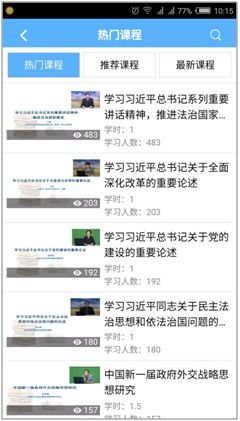 10:15
热门课程
热门课程
推荐课程
最新课程
学习习近平总书记系列重要
讲话精神，推进法治国家...
学时：1
483
学习人数：483
学习习近平总书记关于全面
深化改革的重要论述
学时：1
203
学习人数：203
学习习近平总书记关于党的
建设的重要论述
学时：1
192
学习人数：192
学习习近平同志关于民主法
治思想和依法治国问题的...
学时：1
180
学习人数：180
中国新一届政府外交战略思
想研究
学时：1.5
157
学习人数：157